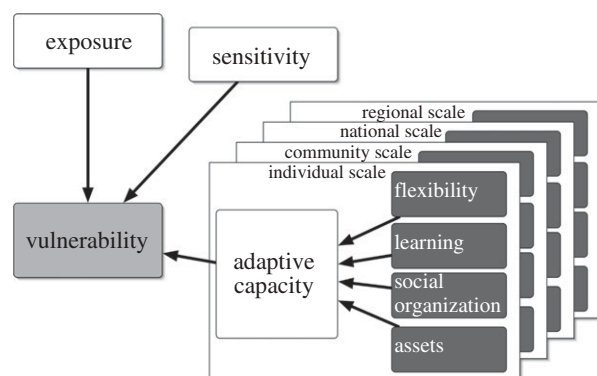 exposure
sensitivity
regional scale
national scale
community scale
individual scale
flexibility
vulnerability
adaptive
capacity
learning
social
organization
assets